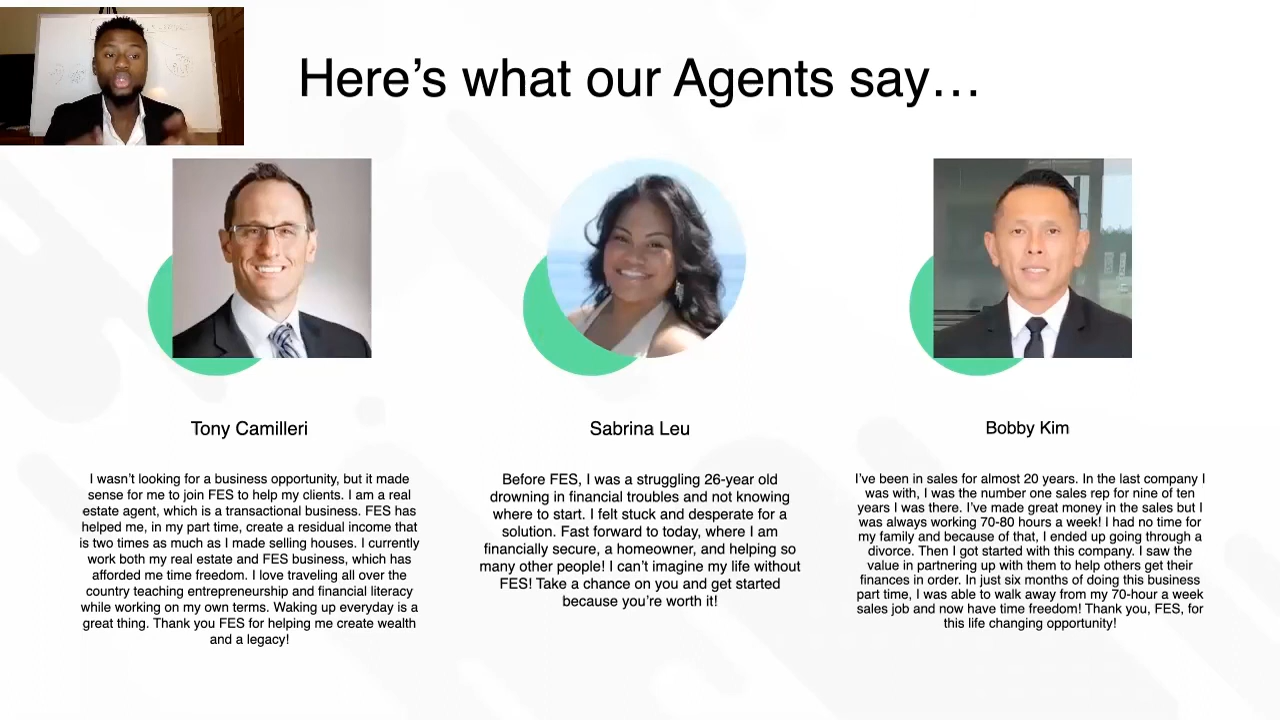 Here’s what our Agents say…
Tony Camilleri
I wasn’t looking for a business opportunity, but it made
sense for me to join FES to help my clients. I am a real
estate agent, which is a transactional business. FES has
helped me, in my part time, create a residual income that
is two times as much as I made selling houses. I currently
work both my real estate and FES business, which has
afforded me time freedom. I love traveling all over the
country teaching entrepreneurship and financial literacy
while working on my own terms. Waking up everyday is a
great thing. Thank you FES for helping me create wealth
and a legacy!
Sabrina Leu
Before FES, I was a struggling 26-year old
drowning in financial troubles and not knowing
where to start. I felt stuck and desperate for a
solution. Fast forward to today, where I am
financially secure, a homeowner, and helping so
many other people! I can’t imagine my life without
FES! Take a chance on you and get started
because you’re worth it!
Bobby Kim
I’ve been in sales for almost 20 years. In the last company I
was with, I was the number one sales rep for nine of ten
years I was there. I’ve made great money in the sales but I
was always working 70-80 hours a week! I had no time for
my family and because of that, I ended up going through a
divorce. Then I got started with this company. I saw the
value in partnering up with them to help others get their
finances in order. In just six months of doing this business
part time, I was able to walk away from my 70-hour a week
sales job and now have time freedom! Thank you, FES, for
this life changing opportunity!